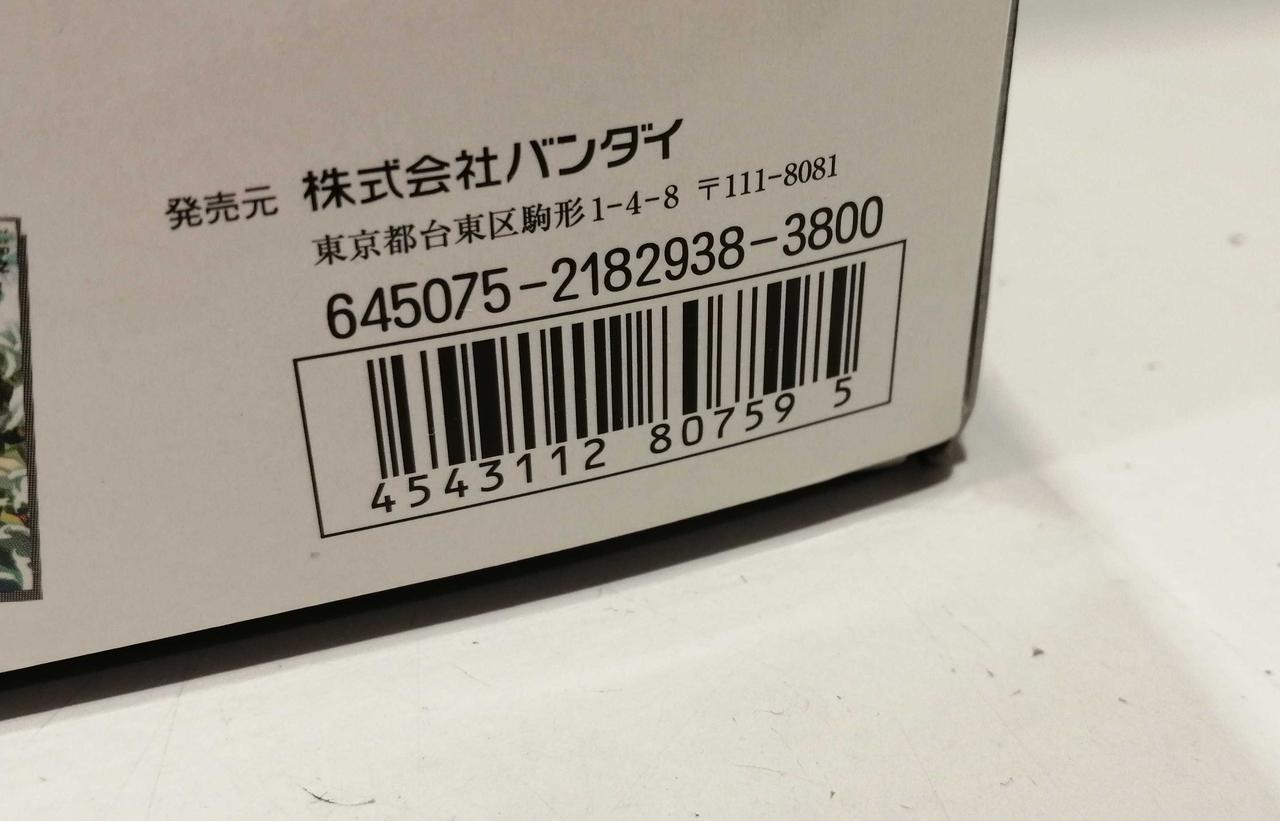 発売元 株式会社バンダイ
東京都台東区駒形1-4-8 〒111-8081
645075-2182938-3800
4543112 80759 5